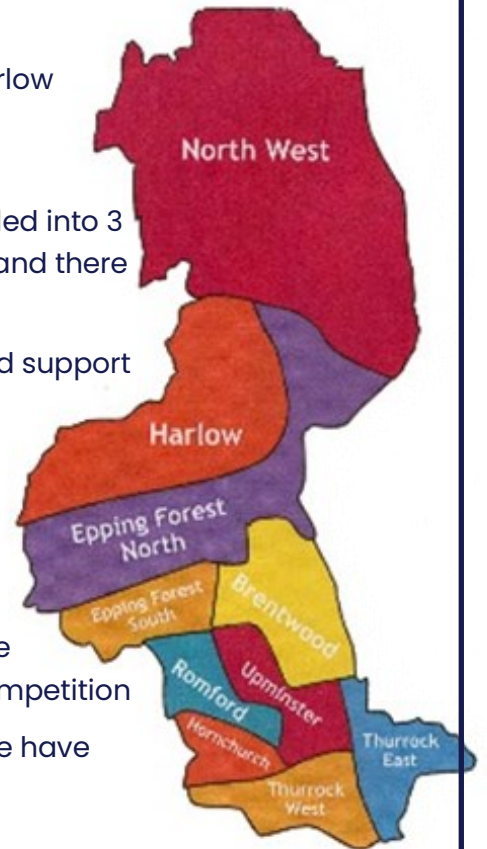 rlow
North West
led into 3
and there
d support
Harlow
Epping Forest
North
Epping Forest
South
Brentwood
e
mpetition
Romford
Upminster
e have
Hornchurch
Thurrock
East
Thurrock
West